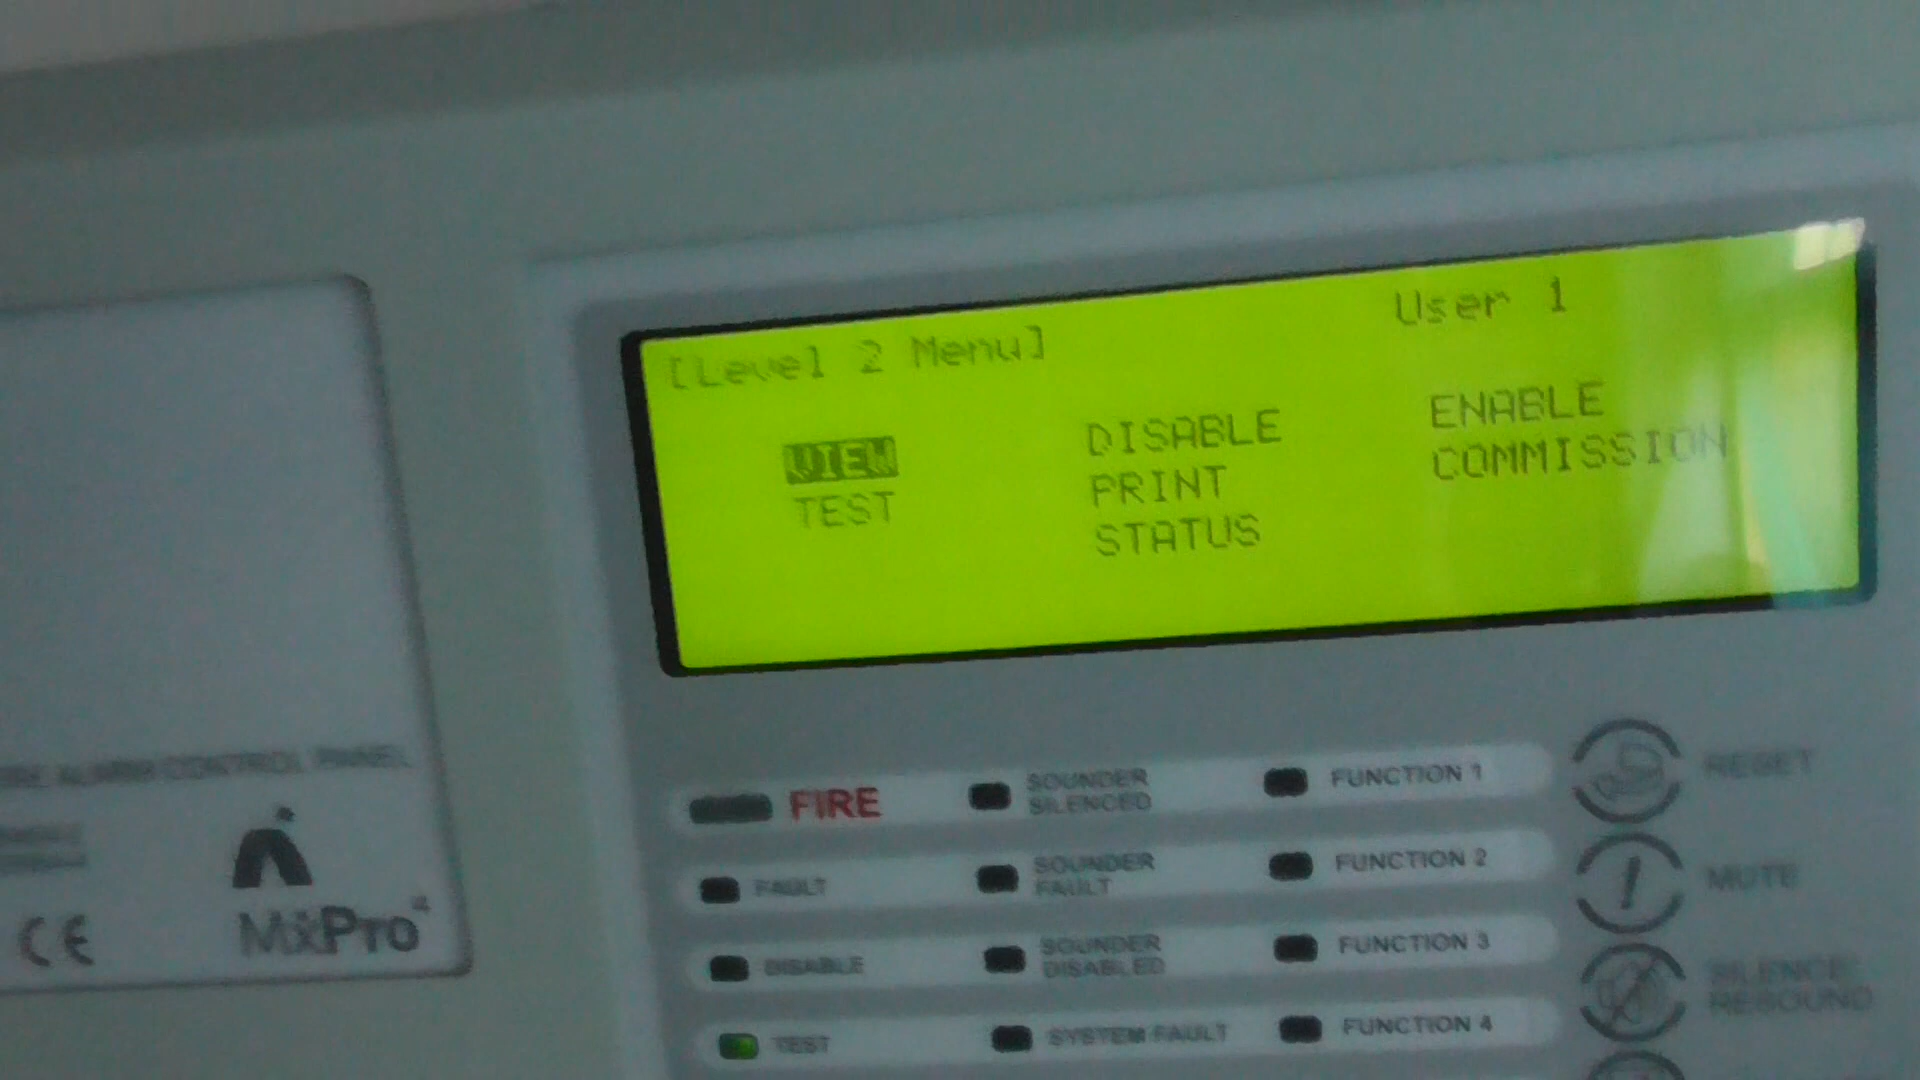 [Level 2 Menu] User 1
VIEW DISABLE ENABLE
TEST PRINT COMMISSION
STATUS
FIRE ALARM CONTROL PANEL
CE
MxPro 4
FIRE
SOUNDER SILENCED
FUNCTION 1
FAULT
SOUNDER FAULT
FUNCTION 2
DISABLE
SOUNDER DISABLED
FUNCTION 3
TEST
SYSTEM FAULT
FUNCTION 4
RESET
MUTE
SILENCE/
RESOUND